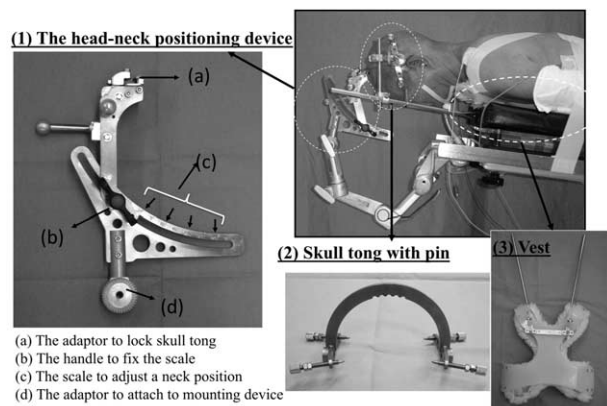 (1) The head-neck positioning device
(a)
(c)
(b)
(d)
(2) Skull tong with pin
(3) Vest
(a) The adaptor to lock skull tong
(b) The handle to fix the scale
(c) The scale to adjust a neck position
(d) The adaptor to attach to mounting device